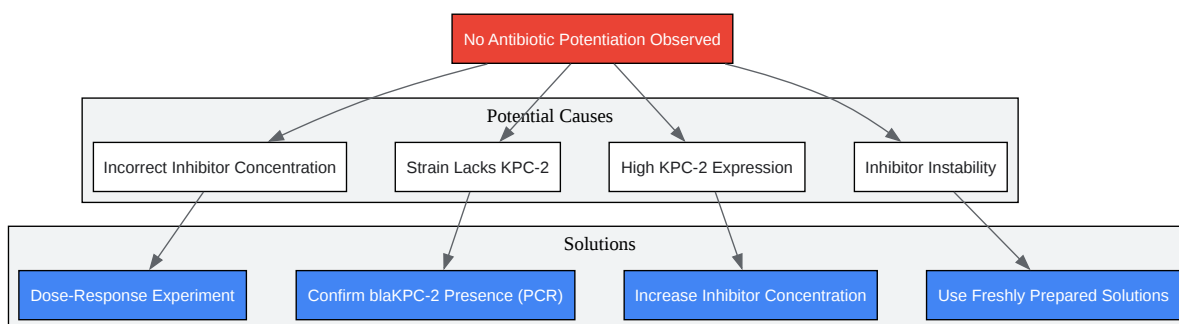 No Antibiotic Potentiation Observed
Potential Causes
Incorrect Inhibitor Concentration
Strain Lacks KPC-2
High KPC-2 Expression
Inhibitor Instability
Solutions
Dose-Response Experiment
Confirm blaKPC-2 Presence (PCR)
Increase Inhibitor Concentration
Use Freshly Prepared Solutions